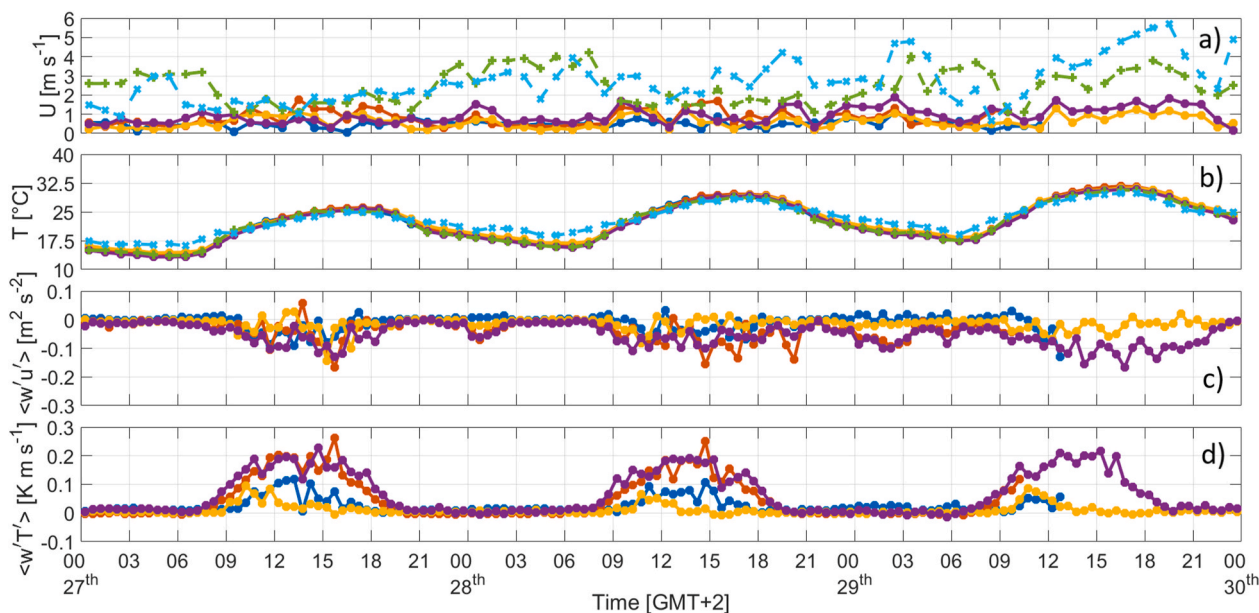 U [m s⁻¹]
6
5
4
3
2
1
0
a)
T [°C]
40
32.5
25
17.5
10
b)
<w'u'> [m² s⁻²]
0.1
0
-0.1
-0.2
-0.3
c)
<w'T'> [K m s⁻¹]
0.3
0.2
0.1
0
-0.1
d)
00 03 06 09 12 15 18 21 00 03 06 09 12 15 18 21 00 03 06 09 12 15 18 21 00
27th 28th 29th 30th
Time [GMT+2]